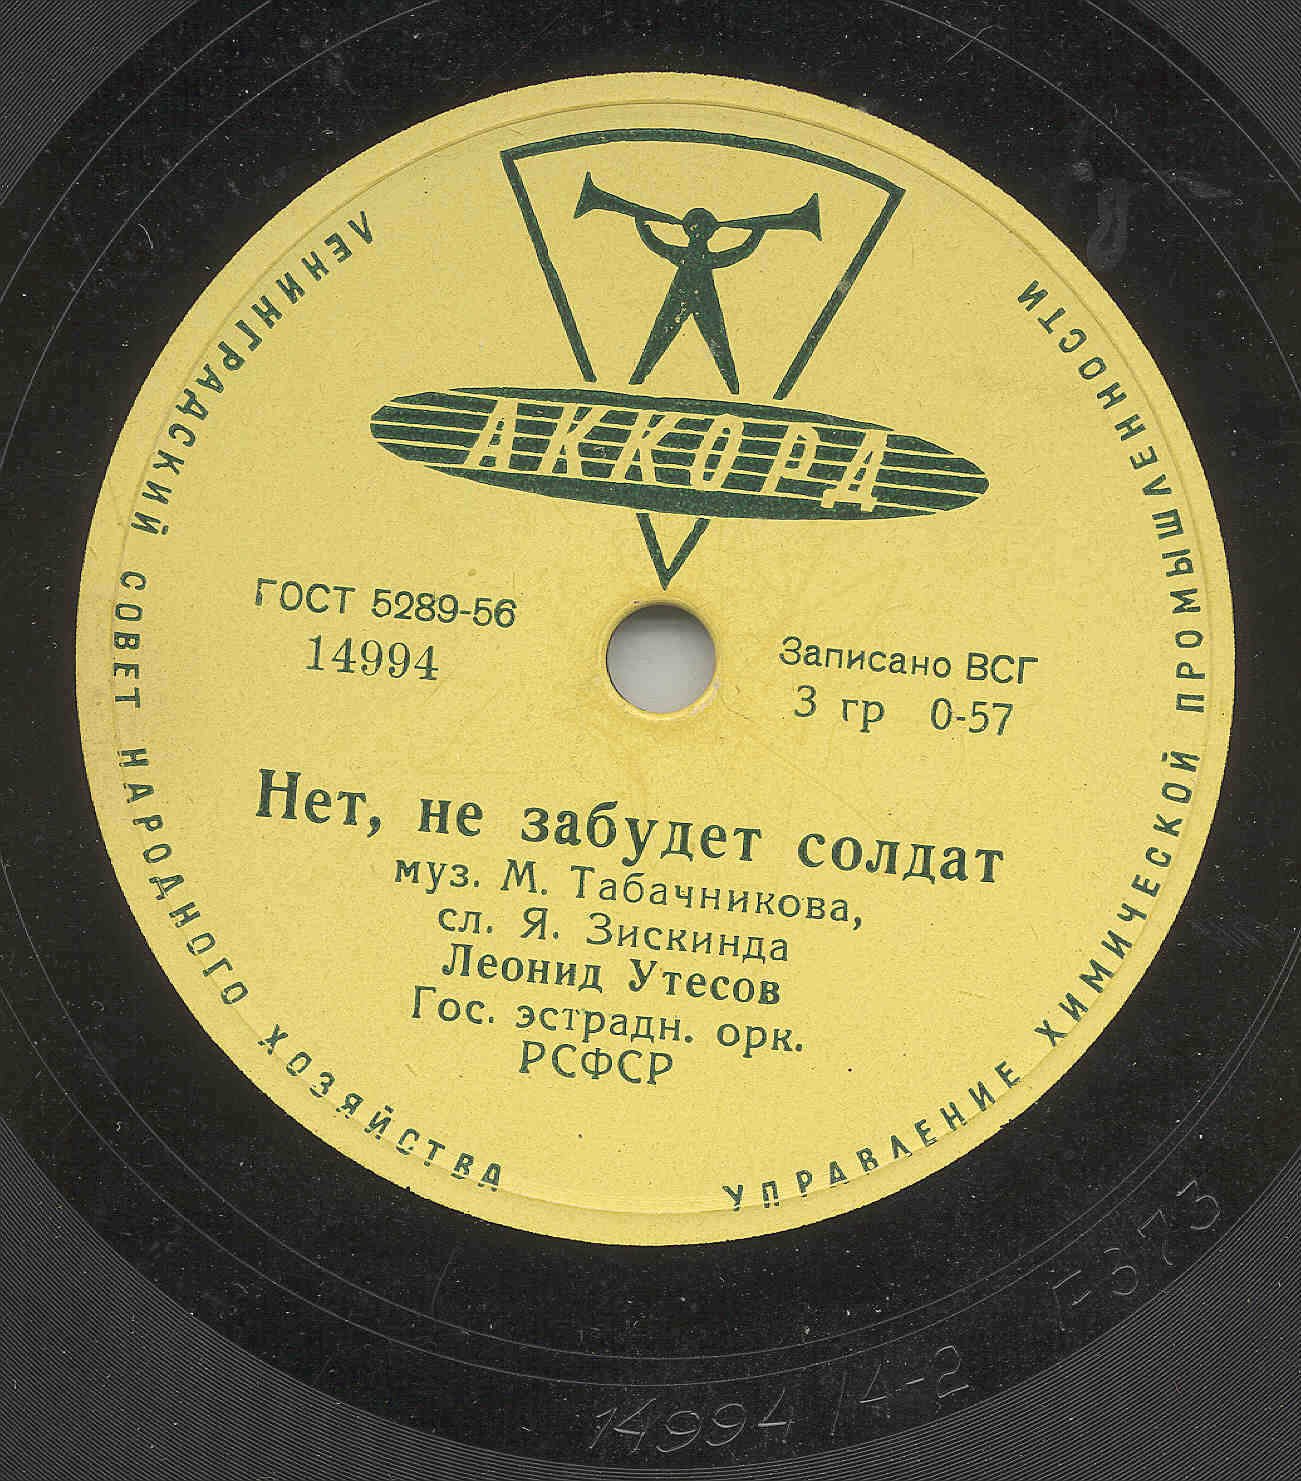 ЛЕНИНГРАДСКИЙ СОВЕТ НАРОДНОГО ХОЗЯЙСТВА
УПРАВЛЕНИЕ ХИМИЧЕСКОЙ ПРОМЫШЛЕННОСТИ
АККОРД
ГОСТ 5289-56
14994
Записано ВСГ
3 гр 0-57
Нет, не забудет солдат
муз. М. Табачникова,
сл. Я. Зискинда
Леонид Утесов
Гос. эстрадн. орк.
РСФСР
14994 / 4-2